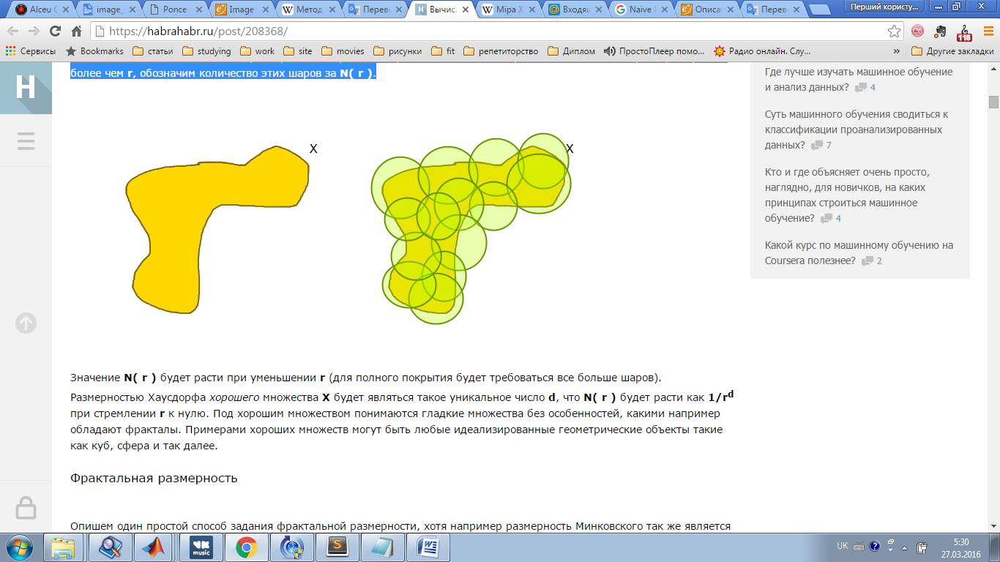 Alceu
image_
Ponce
Image
Метод
Перево
Вычис.
Міра Х
Входящ
Naive
Описа
Перево
Перший користу...
https://habrahabr.ru/post/208368/
118
Сервисы Bookmarks статьи studying work site movies рисунки fit репетиторство Диплом ПростоПлеер помо... Радио онлайн. Слу... » Другие закладки
H
более чем r, обозначим количество этих шаров за N( r ).
X
X
Где лучше изучать машинное обучение
и анализ данных? 4
Суть машинного обучения сводиться к
классификации проанализированных
данных? 7
Кто и где объясняет очень просто,
наглядно, для новичков, на каких
принципах строиться машинное
обучение? 4
Какой курс по машинному обучению на
Coursera полезнее? 2
Значение N( r ) будет расти при уменьшении r (для полного покрытия будет требоваться все больше шаров).
Размерностью Хаусдорфа хорошего множества X будет являться такое уникальное число d, что N( r ) будет расти как 1/rᵈ
при стремлении r к нулю. Под хорошим множеством понимаются гладкие множества без особенностей, какими например
обладают фракталы. Примерами хороших множеств могут быть любые идеализированные геометрические объекты такие
как куб, сфера и так далее.
Фрактальная размерность
Опишем один простой способ задания фрактальной размерности, хотя например размерность Минковского так же является
VK
music
S
W
UK
5:30
27.03.2016